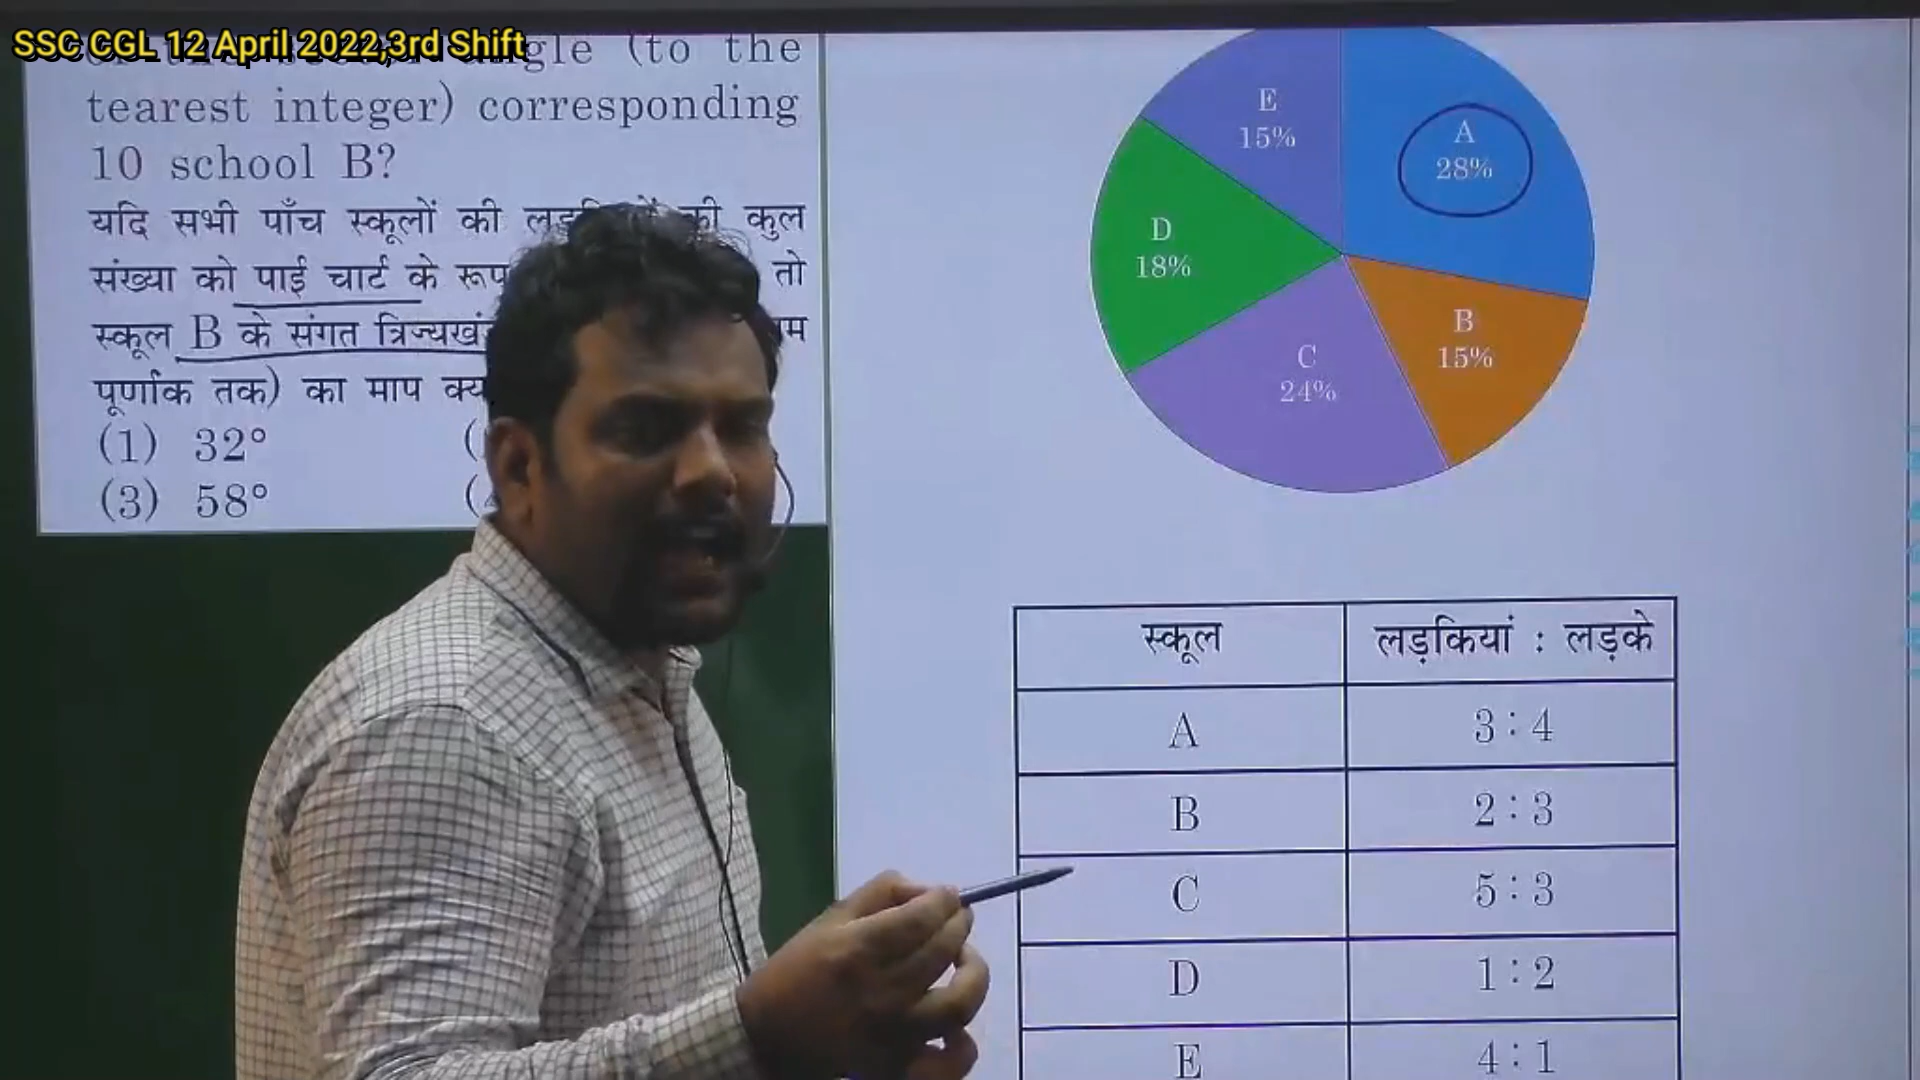 SSC CGL 12 April 2022,3rd Shift
angle (to the
tearest integer) corresponding
10 school B?
यदि सभी पाँच स्कूलों की लड़कियों की कुल
संख्या को पाई चार्ट के रूप तो
स्कूल B के संगत त्रिज्यखंड
पूर्णांक तक) का माप
(1) 32°
(3) 58°
E
15%
A
28%
D
18%
B
15%
C
24%
स्कूल लड़कियां : लड़के
A 3 : 4
B 2 : 3
C 5 : 3
D 1 : 2
E 4 : 1